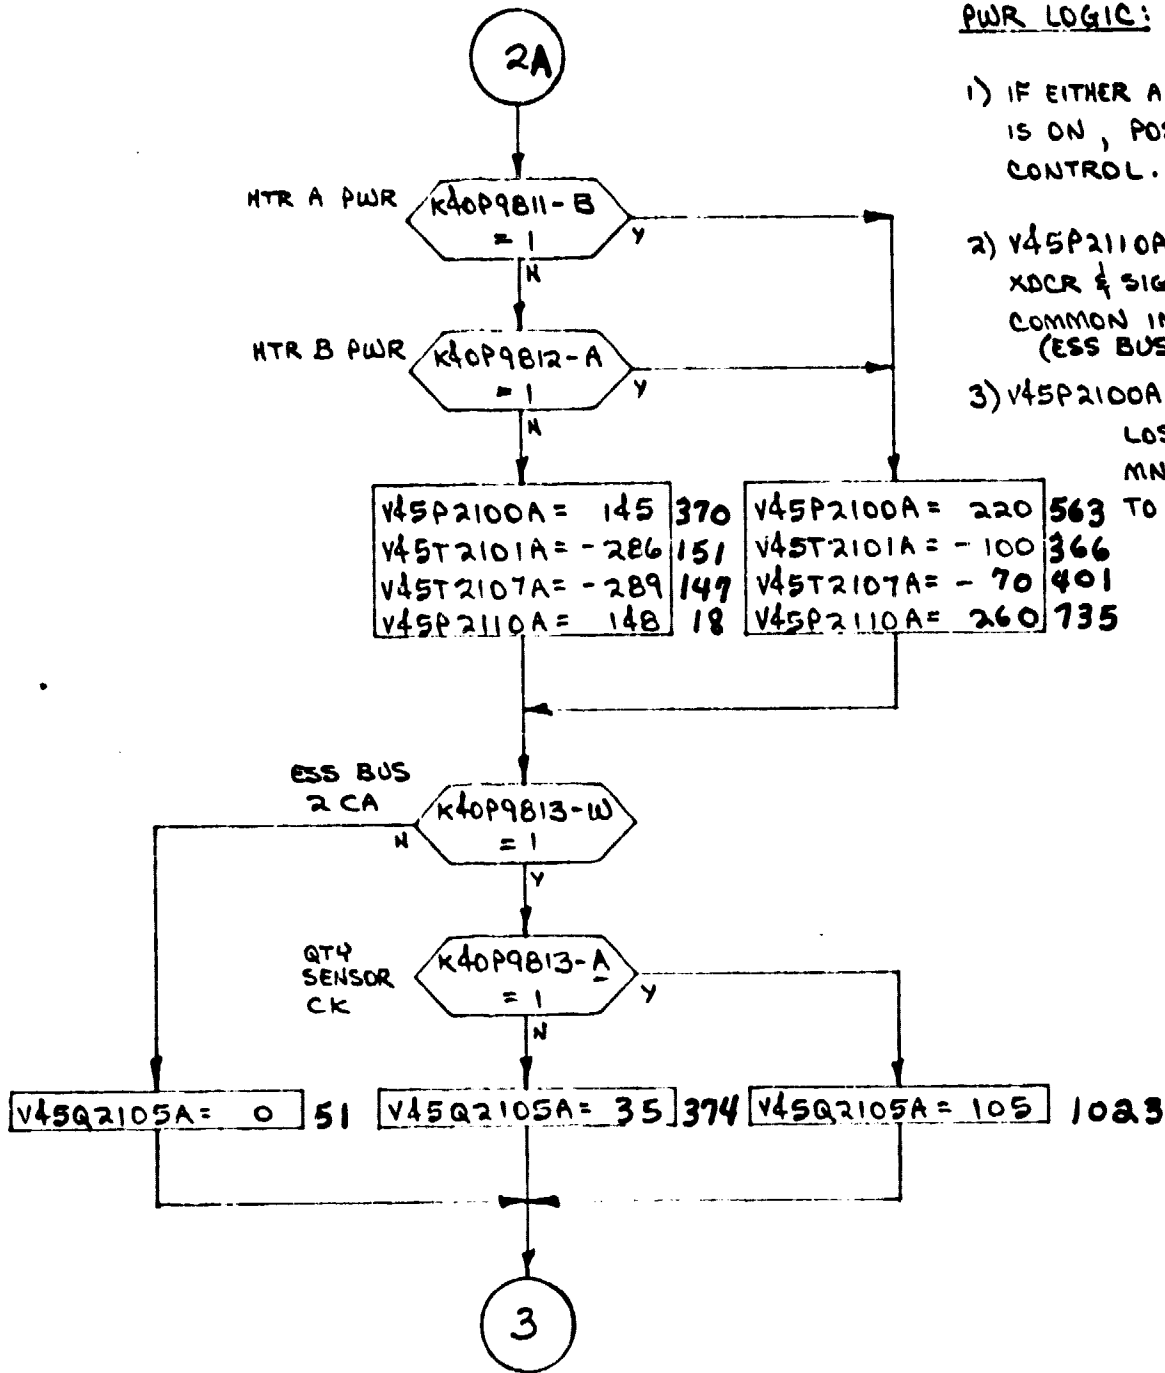 2A
PWR LOGIC:
1) IF EITHER A
IS ON, POS
CONTROL.
2) V45P2110A
XDCR & SIG
COMMON IN
(ESS BUS
3) V45P2100A
LOS
MN
TO
HTR A PWR
K40P9811-B
= 1
Y
N
HTR B PWR
K40P9812-A
= 1
Y
N
V45P2100A = 145 370
V45T2101A = -286 151
V45T2107A = -289 147
V45P2110A = 148 18
V45P2100A = 220 563
V45T2101A = -100 366
V45T2107A = -70 401
V45P2110A = 260 735
ESS BUS
2 CA
K40P9813-W
= 1
N
Y
QTY
SENSOR
CK
K40P9813-A
= 1
Y
N
V45Q2105A = 0 51
V45Q2105A = 35 374
V45Q2105A = 105 1023
3